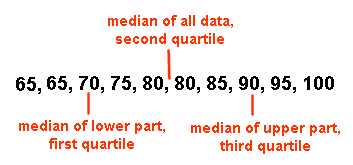 median of all data,
second quartile
65, 65, 70, 75, 80, 80, 85, 90, 95, 100
median of lower part,
first quartile
median of upper part,
third quartile